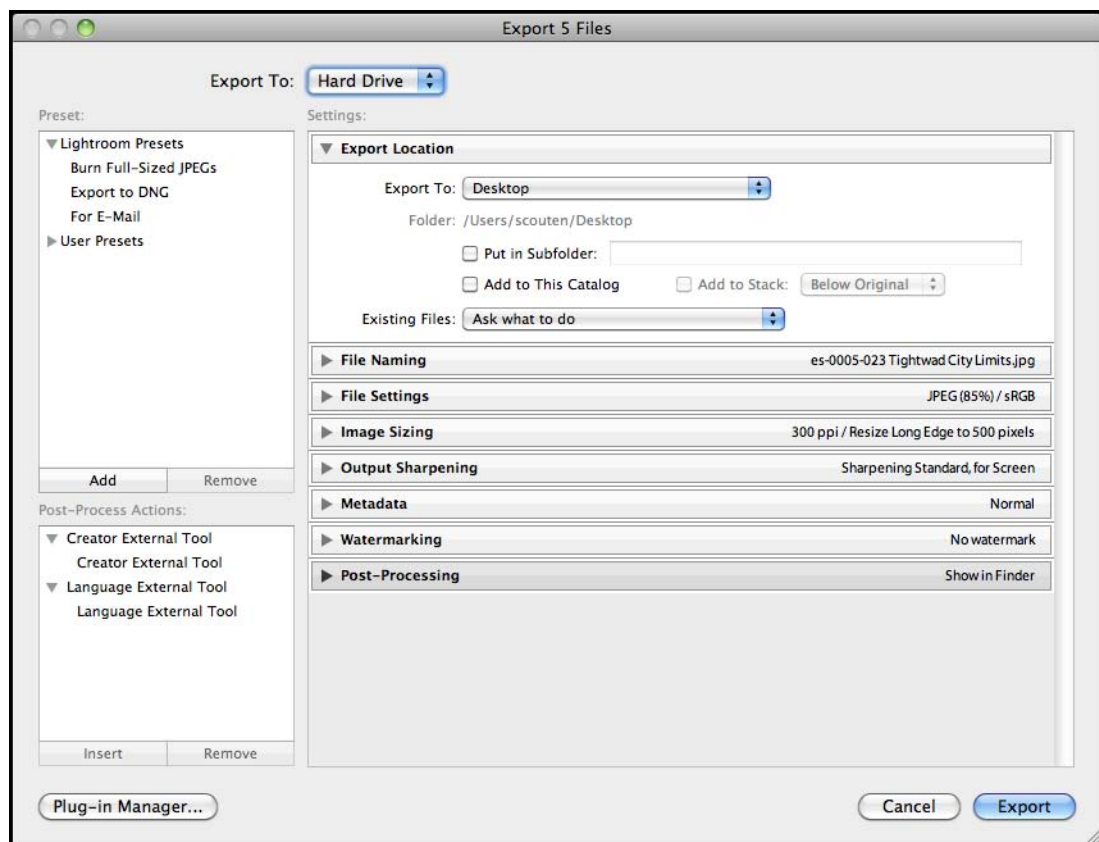 Export 5 Files
Export To: Hard Drive
Preset:
Lightroom Presets
Burn Full-Sized JPEGs
Export to DNG
For E-Mail
User Presets
Add Remove
Post-Process Actions:
Creator External Tool
Creator External Tool
Language External Tool
Language External Tool
Insert Remove
Settings:
Export Location
Export To: Desktop
Folder: /Users/scouten/Desktop
Put in Subfolder:
Add to This Catalog Add to Stack: Below Original
Existing Files: Ask what to do
File Naming es-0005-023 Tightwad City Limits.jpg
File Settings JPEG (85%) / sRGB
Image Sizing 300 ppi / Resize Long Edge to 500 pixels
Output Sharpening Sharpening Standard, for Screen
Metadata Normal
Watermarking No watermark
Post-Processing Show in Finder
Plug-in Manager... Cancel Export